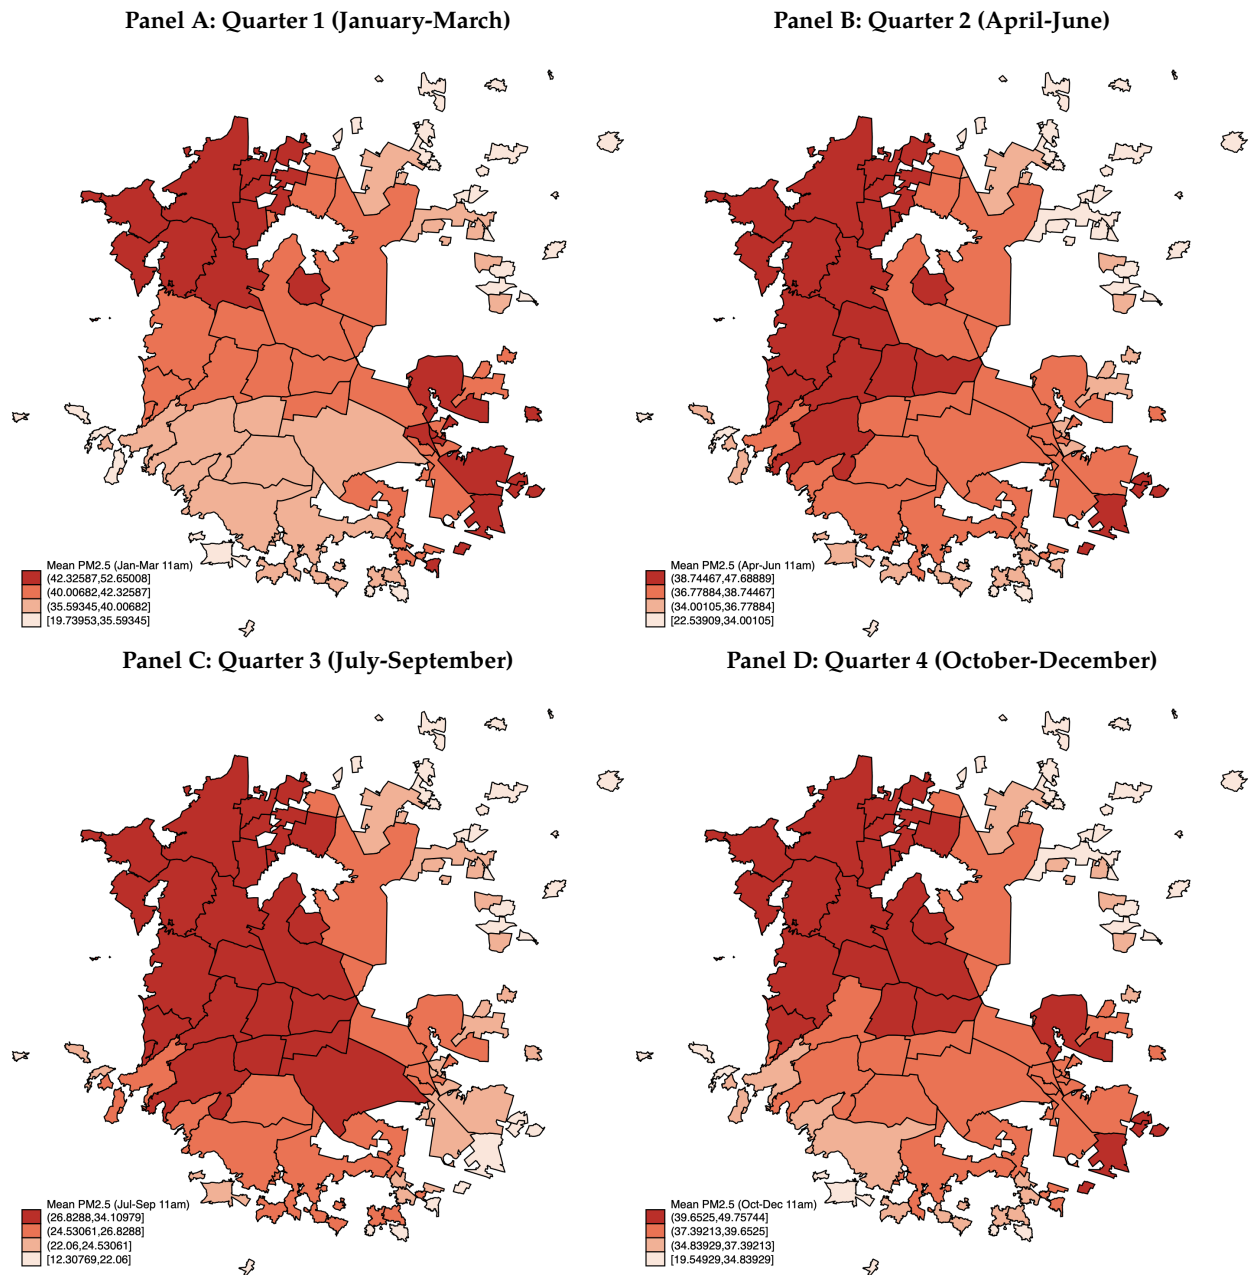 Panel A: Quarter 1 (January-March)
Panel B: Quarter 2 (April-June)
Mean PM2.5 (Jan-Mar 11am)
(42.32587,52.65008]
(40.00682,42.32587]
(35.59345,40.00682]
[19.73953,35.59345]
Mean PM2.5 (Apr-Jun 11am)
(38.74467,47.68889]
(36.77884,38.74467]
(34.00105,36.77884]
[22.53909,34.00105]
Panel C: Quarter 3 (July-September)
Panel D: Quarter 4 (October-December)
Mean PM2.5 (Jul-Sep 11am)
(26.8288,34.10979]
(24.53061,26.8288]
(22.06,24.53061]
[12.30769,22.06]
Mean PM2.5 (Oct-Dec 11am)
(39.6525,49.75744]
(37.39213,39.6525]
(34.83929,37.39213]
[19.54929,34.83929]